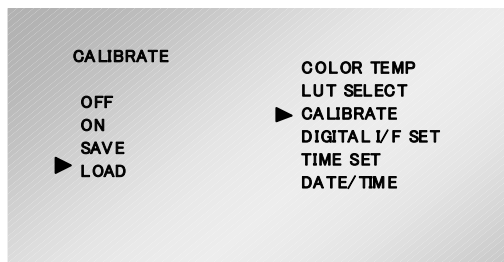 CALIBRATE
OFF
ON
SAVE
LOAD
COLOR TEMP
LUT SELECT
CALIBRATE
DIGITAL I/F SET
TIME SET
DATE/TIME